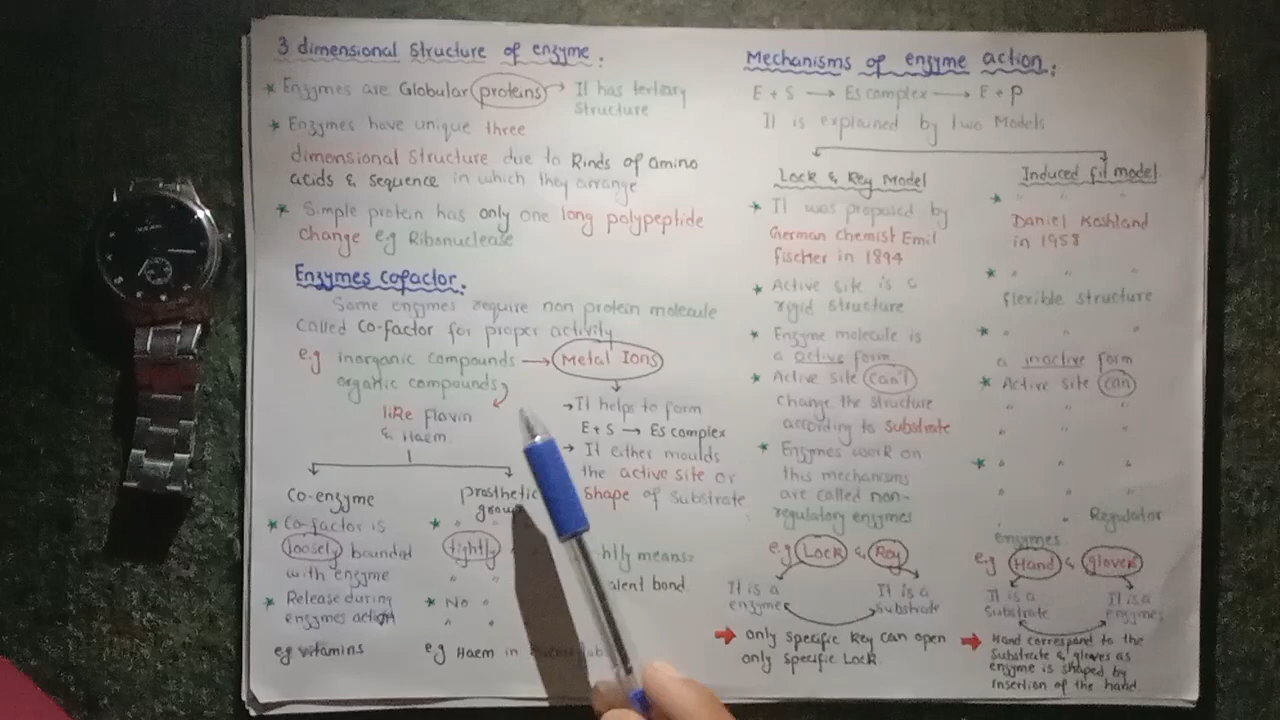 3 dimensional structure of enzyme:
* Enzymes are Globular proteins → It has tertiary
structure
* Enzymes have unique three
dimensional structure due to Kinds of amino
acids & sequence in which they arrange
* Simple protein has only one long polypeptide
change e.g Ribonuclease
Enzymes cofactor:
Some enzymes require non protein molecule
called Co-factor for proper activity
e.g inorganic compounds → Metal Ions
organic compounds
like Flavin
& Haem
→ It helps to form
E + S → Es complex
→ It either moulds
the active site or
shape of substrate
Co-enzyme
* Co-factor is
loosely bounded
with enzyme
* Release during
enzymes action
eg vitamins
prosthetic
group
* " "
tightly
" "
* No "
" "
e.g Haem in
means
bond
Mechanisms of enzyme action:
E + S → Es complex → E + P
It is explained by two Models
Lock & Key Model
* It was proposed by
German chemist Emil
Fischer in 1894
* Active site is a
rigid structure
* Enzyme molecule is
a active form
* Active site can't
change the structure
according to substrate
* Enzymes work on
this mechanisms
are called non-
regulatory enzymes
e.g Lock & Key
It is a
enzyme
It is a
substrate
only specific key can open
only specific Lock
Induced fit model
* " "
Daniel Koshland
in 1958
* " " "
flexible structure
* " " "
a inactive form
* Active site can
" " "
" " "
* " " "
" " "
" Regulator
enzymes
e.g Hand & gloves
It is a
substrate
It is a
enzymes
Hand correspond to the
substrate & gloves as
enzyme is shaped by
insertion of the hand